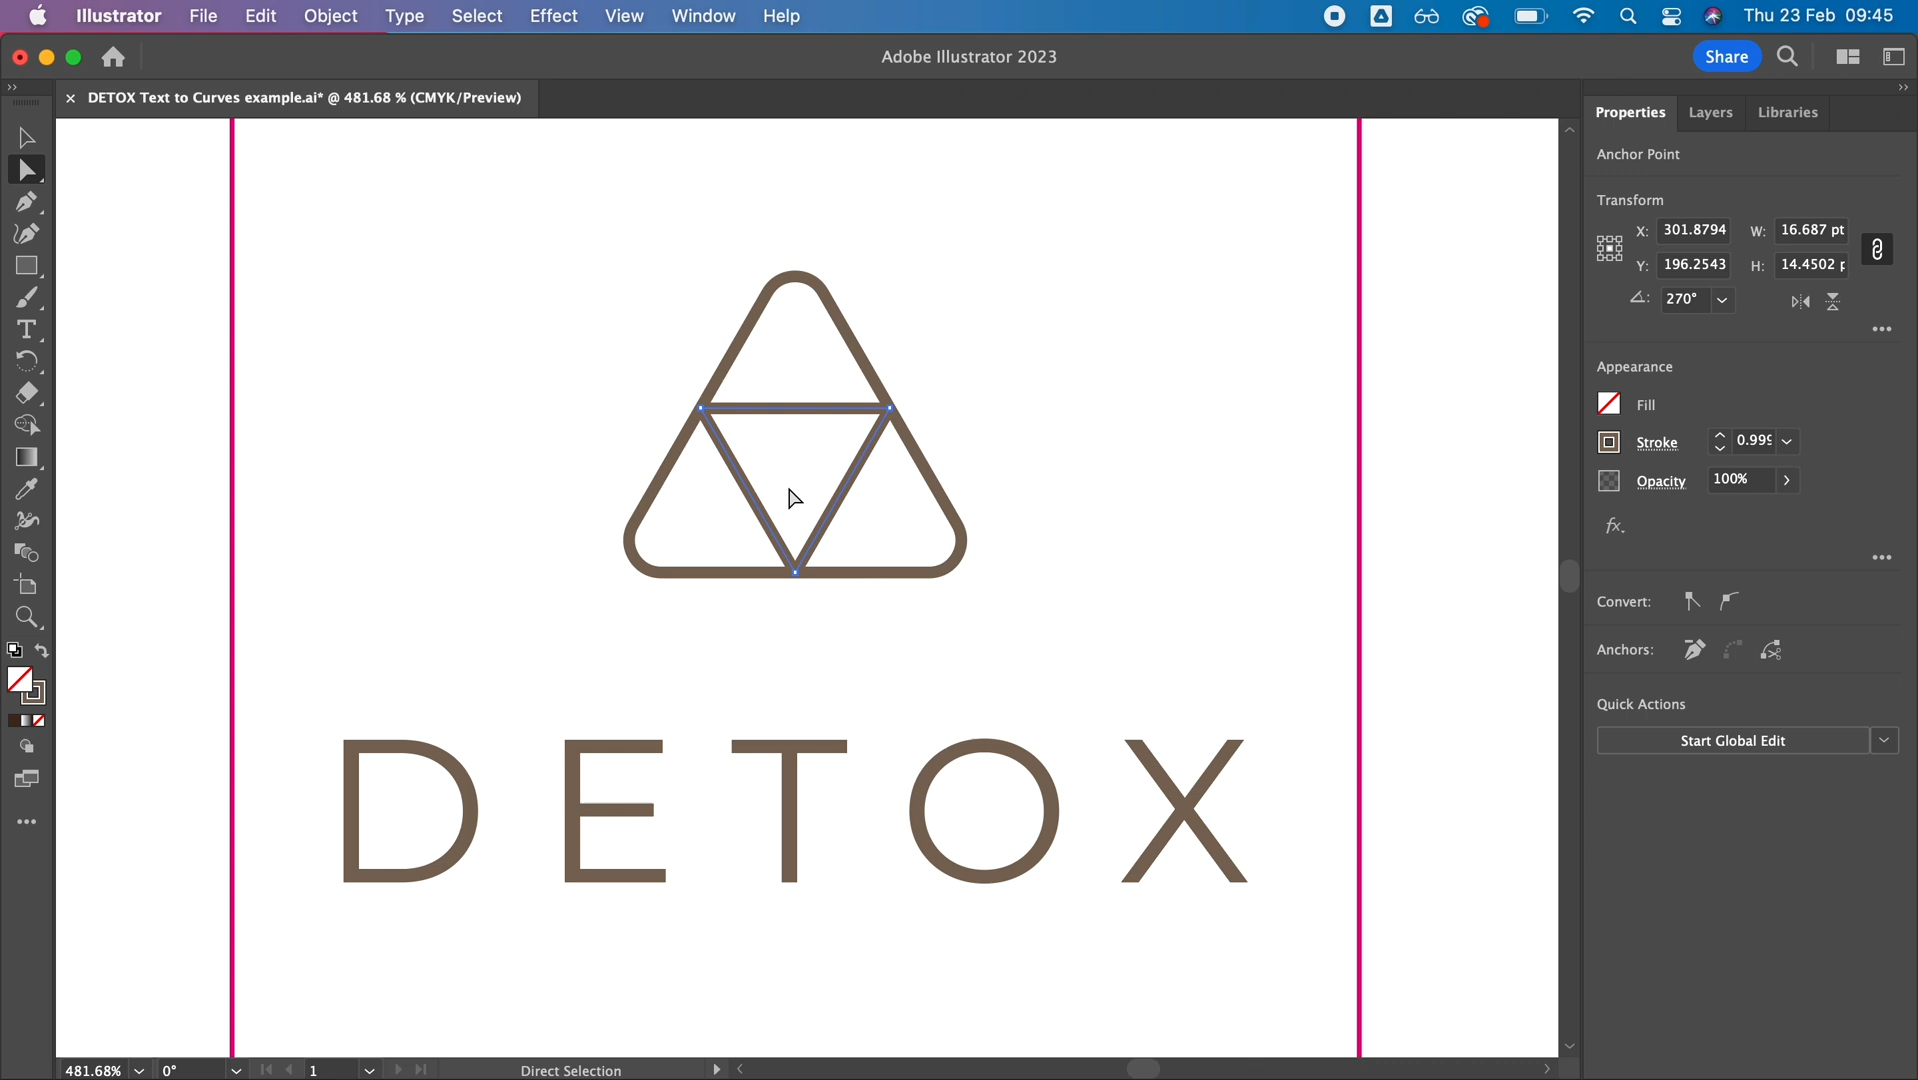 Illustrator File Edit Object Type Select Effect View Window Help Thu 23 Feb 09:45
Adobe Illustrator 2023 Share
× DETOX Text to Curves example.ai* @ 481.68 % (CMYK/Preview)
Properties Layers Libraries
Anchor Point
Transform
X: 301.8794 W: 16.687 pt
Y: 196.2543 H: 14.4502 p
270°
Appearance
Fill
Stroke 0.999
Opacity 100%
fx.
Convert:
Anchors:
Quick Actions
Start Global Edit
DETOX
481.68% 0° 1 Direct Selection